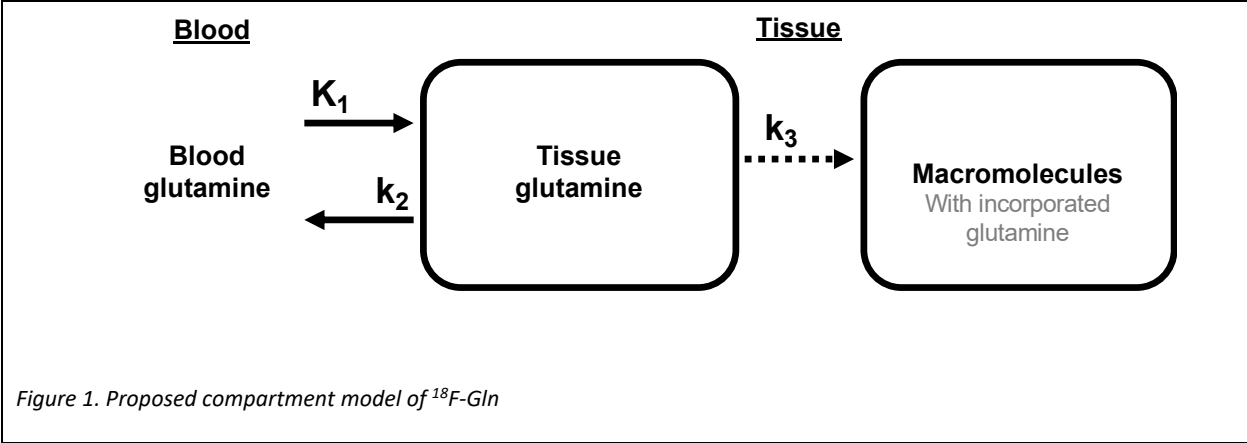 Blood
Tissue
K₁
k₂
k₃
Blood
glutamine
Tissue
glutamine
Macromolecules
With incorporated
glutamine
Figure 1. Proposed compartment model of ¹⁸F-Gln